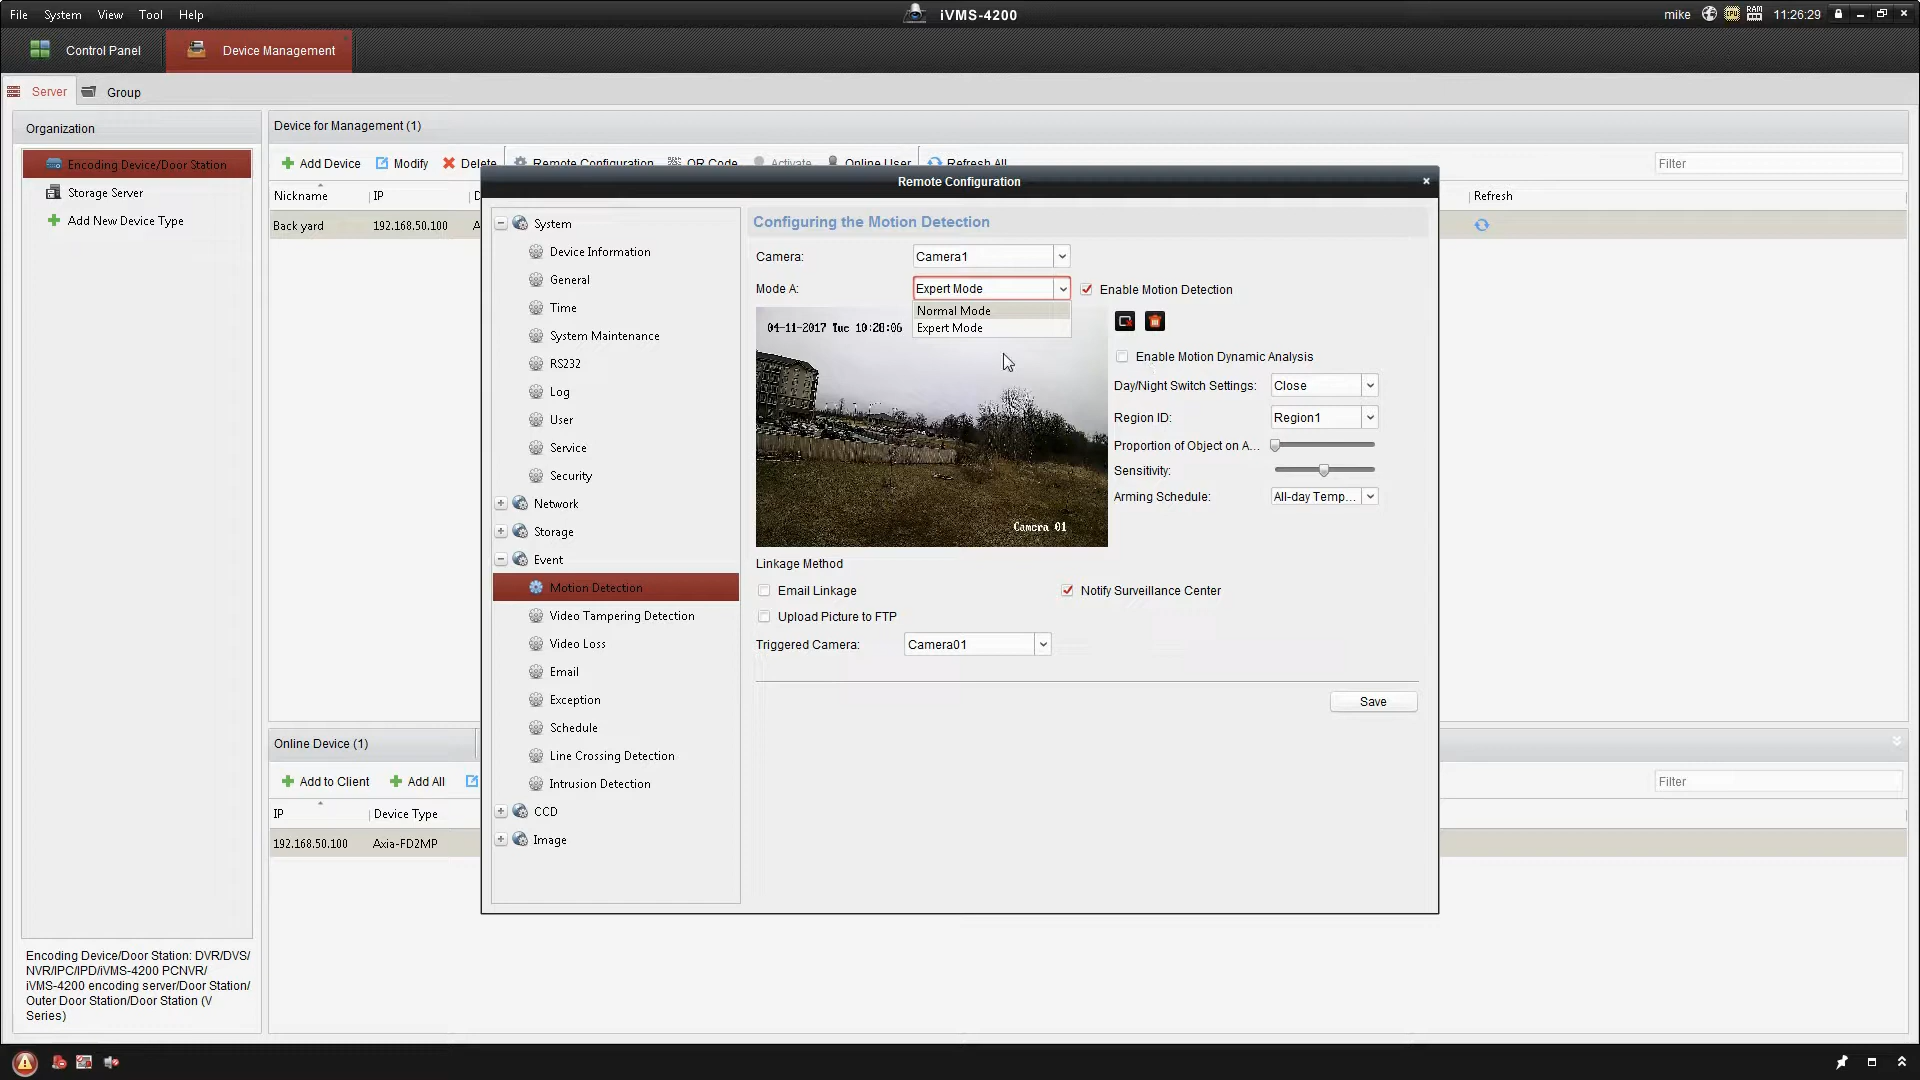 File System View Tool Help
iVMS-4200
mike
CPU
RAM
11:26:29
Control Panel
Device Management
Server
Group
Organization
Encoding Device/Door Station
Storage Server
Add New Device Type
Encoding Device/Door Station: DVR/DVS/
NVR/IPC/IPD/iVMS-4200 PCNVR/
iVMS-4200 encoding server/Door Station/
Outer Door Station/Door Station (V
Series)
Device for Management (1)
Add Device Modify Delete Remote Configuration QR Code Activate Online User Refresh All
Filter
Nickname IP D
Refresh
Back yard 192.168.50.100 A
Remote Configuration
System
Device Information
General
Time
System Maintenance
RS232
Log
User
Service
Security
Network
Storage
Event
Motion Detection
Video Tampering Detection
Video Loss
Email
Exception
Schedule
Line Crossing Detection
Intrusion Detection
CCD
Image
Configuring the Motion Detection
Camera: Camera1
Mode A: Expert Mode
Enable Motion Detection
Normal Mode
Expert Mode
04-11-2017 Tue 10:28:06
Camera 01
Enable Motion Dynamic Analysis
Day/Night Switch Settings: Close
Region ID: Region1
Proportion of Object on A...
Sensitivity:
Arming Schedule: All-day Temp...
Linkage Method
Email Linkage
Notify Surveillance Center
Upload Picture to FTP
Triggered Camera: Camera01
Save
Online Device (1)
Add to Client Add All
Filter
IP Device Type
192.168.50.100 Axia-FD2MP